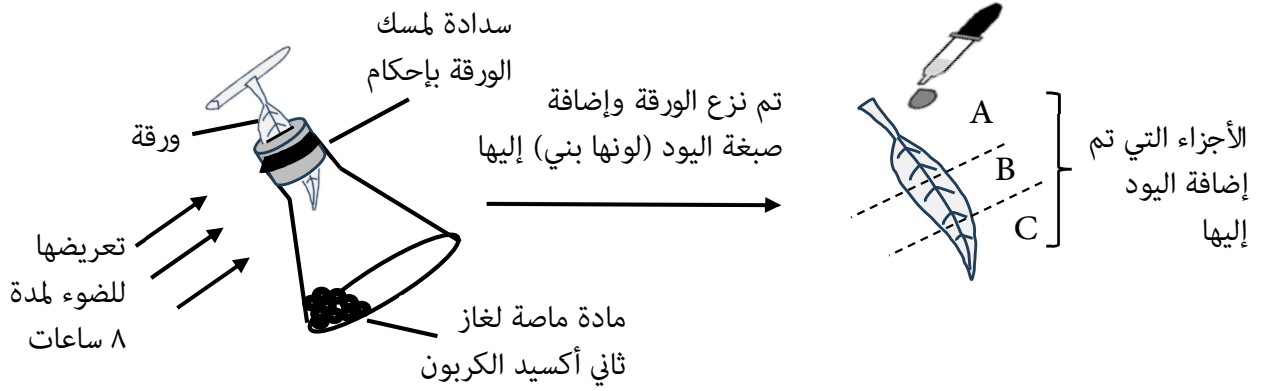 سدادة لمسك
الورقة بإحكام
ورقة
تعريضها
للضوء لمدة
٨ ساعات
مادة ماصة لغاز
ثاني أكسيد الكربون
تم نزع الورقة وإضافة
صبغة اليود (لونها بني) إليها
A
B
C
الأجزاء التي تم
إضافة اليود
إليها